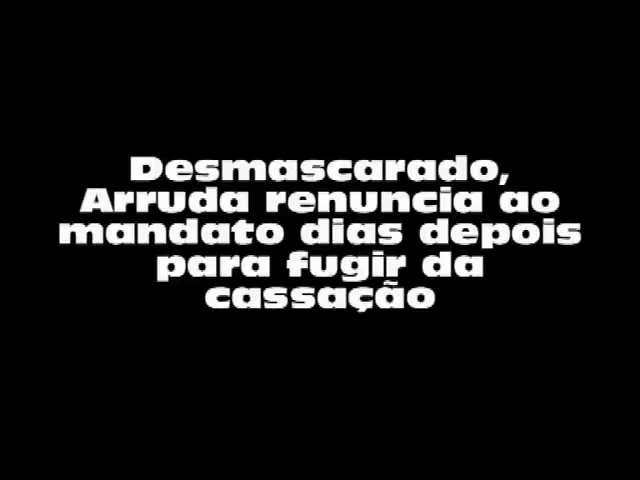 Desmascarado,
Arruda renuncia ao
mandato dias depois
para fugir da
cassação